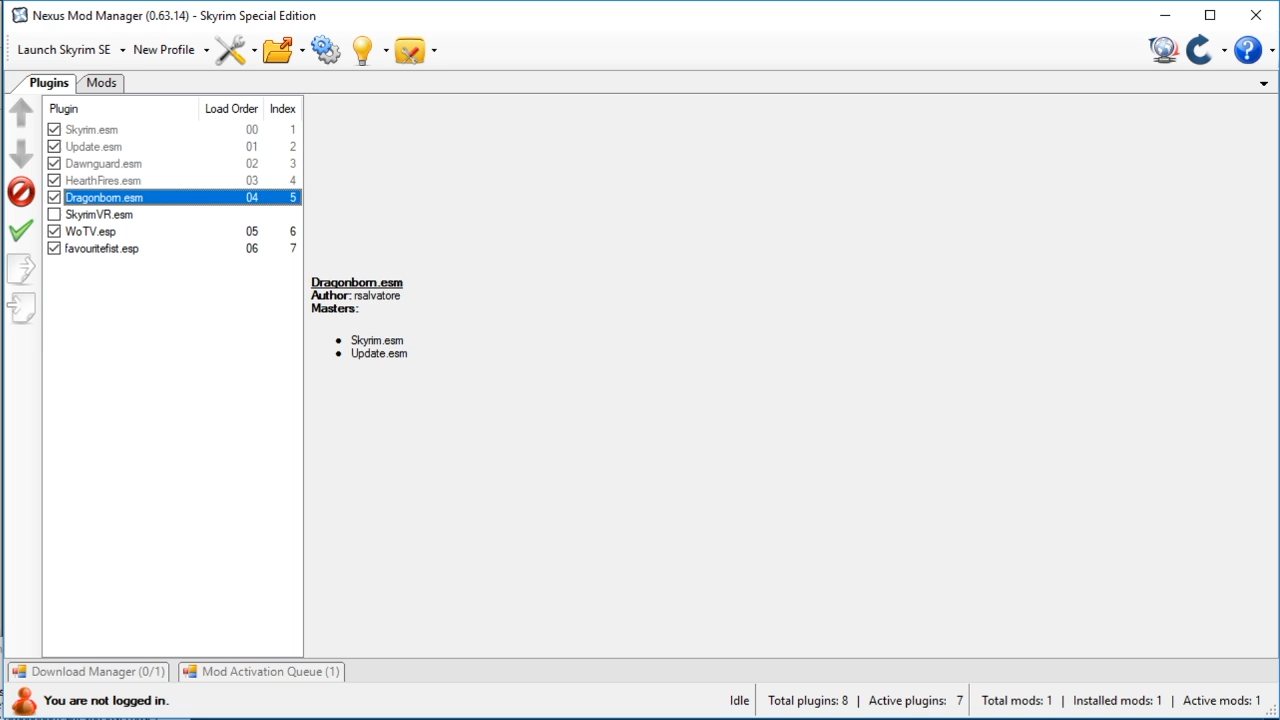 Nexus Mod Manager (0.63.14) - Skyrim Special Edition
Launch Skyrim SE New Profile
Plugins Mods
Plugin Load Order Index
Skyrim.esm 00 1
Update.esm 01 2
Dawnguard.esm 02 3
HearthFires.esm 03 4
Dragonborn.esm 04 5
SkyrimVR.esm
WoTV.esp 05 6
favouritefist.esp 06 7
Dragonborn.esm
Author: rsalvatore
Masters:
• Skyrim.esm
• Update.esm
Download Manager (0/1) Mod Activation Queue (1)
You are not logged in. Idle Total plugins: 8 | Active plugins: 7 Total mods: 1 | Installed mods: 1 | Active mods: 1